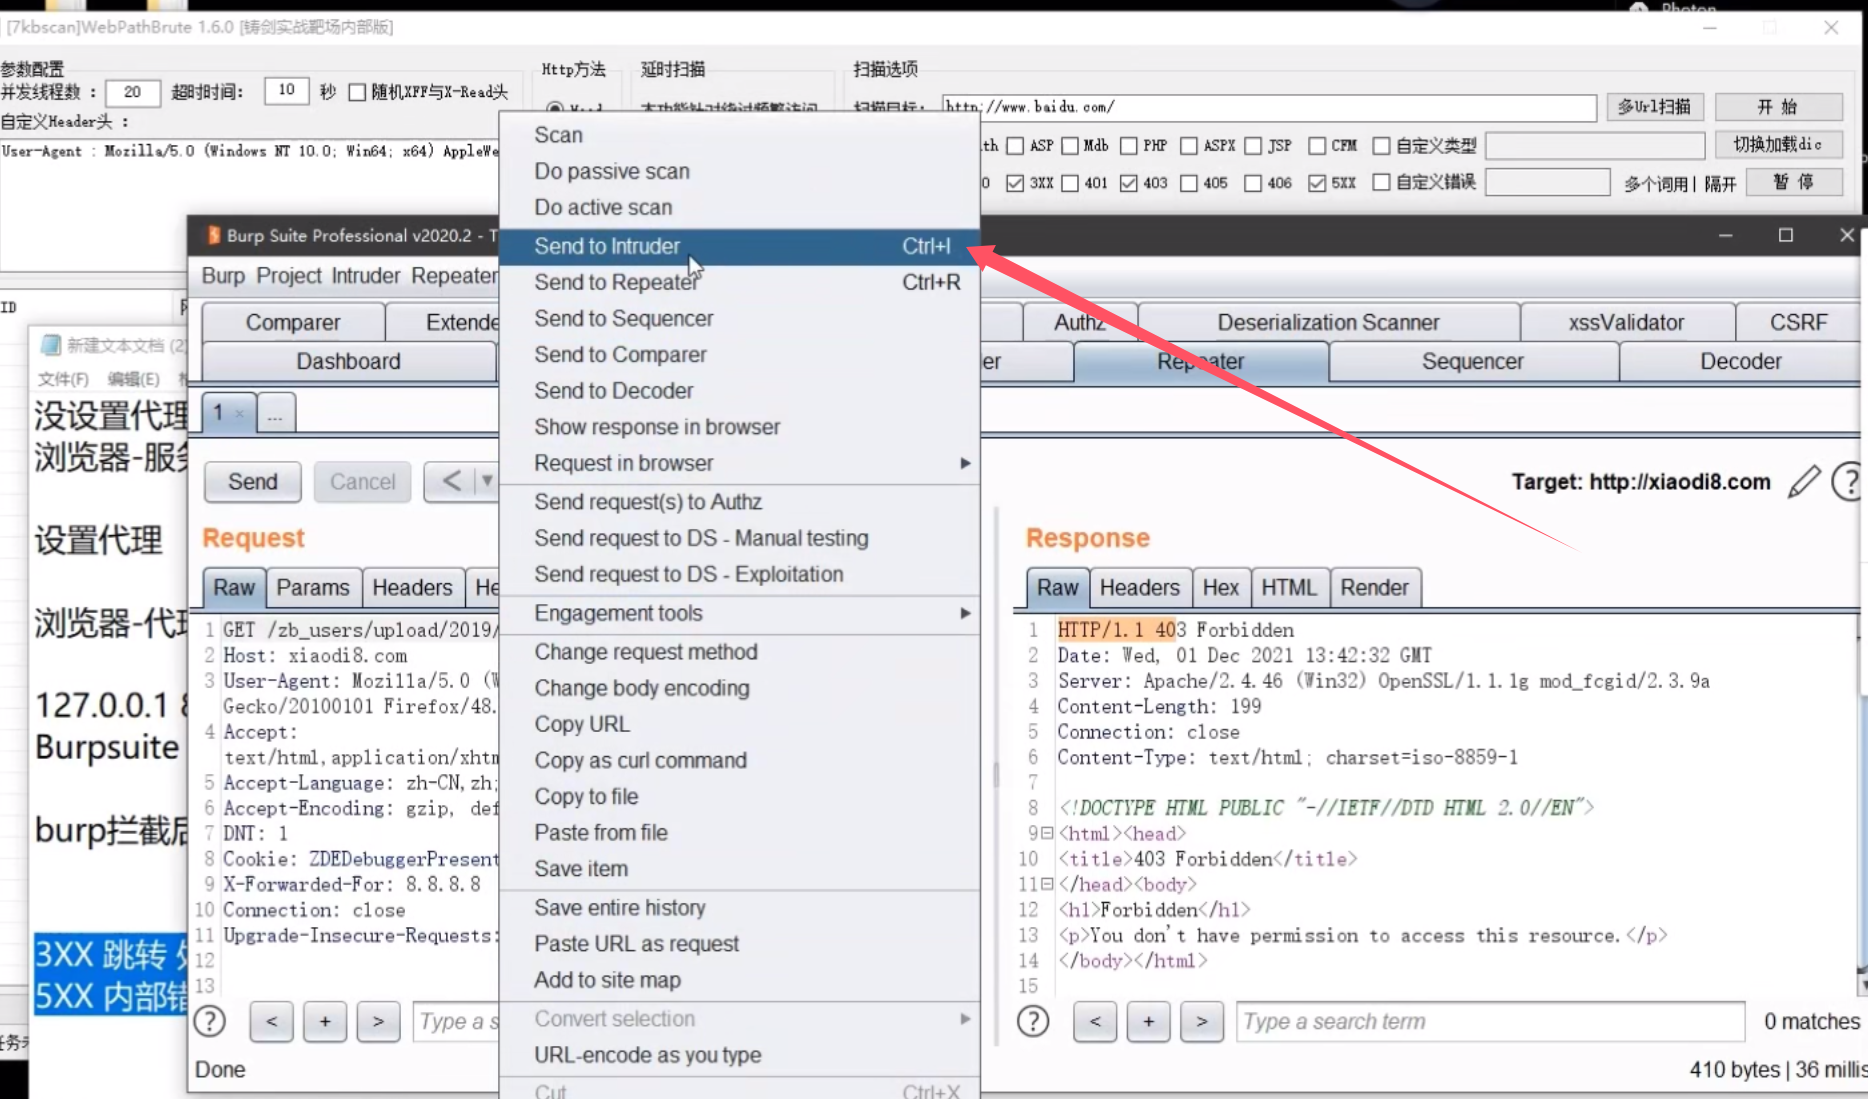 Photon
[7kbscan]WebPathBrute 1.6.0 [铸剑实战靶场内部版]
参数配置
Http方法
延时扫描
扫描选项
并发线程数 : 20 超时时间: 10 秒 随机XFF与X-Read头
扫描目标: http://www.baidu.com/ 多Url扫描 开 始
自定义Header头 :
User-Agent : Mozilla/5.0 (Windows NT 10.0; Win64; x64) AppleWe
th ASP Mdb PHP ASPX JSP CFM 自定义类型 切换加载dic
0 3XX 401 403 405 406 5XX 自定义错误 多个词用| 隔开 暂 停
ID
Burp Suite Professional v2020.2 - T
Burp Project Intruder Repeater
Comparer Extende Authz Deserialization Scanner xssValidator CSRF
Dashboard er Repeater Sequencer Decoder
1 × ...
Send Cancel < ▼
Target: http://xiaodi8.com
Request
Raw Params Headers He
1 GET /zb_users/upload/2019/
2 Host: xiaodi8.com
3 User-Agent: Mozilla/5.0 (W
Gecko/20100101 Firefox/48.
4 Accept:
text/html,application/xhtm
5 Accept-Language: zh-CN,zh;
6 Accept-Encoding: gzip, def
7 DNT: 1
8 Cookie: ZDEDebuggerPresent
9 X-Forwarded-For: 8.8.8.8
10 Connection: close
11 Upgrade-Insecure-Requests:
12
13
? < + > Type a s
Done
Scan
Do passive scan
Do active scan
Send to Intruder Ctrl+I
Send to Repeater Ctrl+R
Send to Sequencer
Send to Comparer
Send to Decoder
Show response in browser
Request in browser
Send request(s) to Authz
Send request to DS - Manual testing
Send request to DS - Exploitation
Engagement tools
Change request method
Change body encoding
Copy URL
Copy as curl command
Copy to file
Paste from file
Save item
Save entire history
Paste URL as request
Add to site map
Convert selection
URL-encode as you type
Cut Ctrl+X
Response
Raw Headers Hex HTML Render
1 HTTP/1.1 403 Forbidden
2 Date: Wed, 01 Dec 2021 13:42:32 GMT
3 Server: Apache/2.4.46 (Win32) OpenSSL/1.1.1g mod_fcgid/2.3.9a
4 Content-Length: 199
5 Connection: close
6 Content-Type: text/html; charset=iso-8859-1
7
8 <!DOCTYPE HTML PUBLIC "-//IETF//DTD HTML 2.0//EN">
9 <html><head>
10 <title>403 Forbidden</title>
11 </head><body>
12 <h1>Forbidden</h1>
13 <p>You don't have permission to access this resource.</p>
14 </body></html>
15
? < + > Type a search term 0 matches
410 bytes | 36 millis
新建文本文档 (2)
文件(F) 编辑(E)
没设置代理
浏览器-服务
设置代理
浏览器-代理
127.0.0.1 8
Burpsuite
burp拦截后
3XX 跳转 处
5XX 内部错
任务